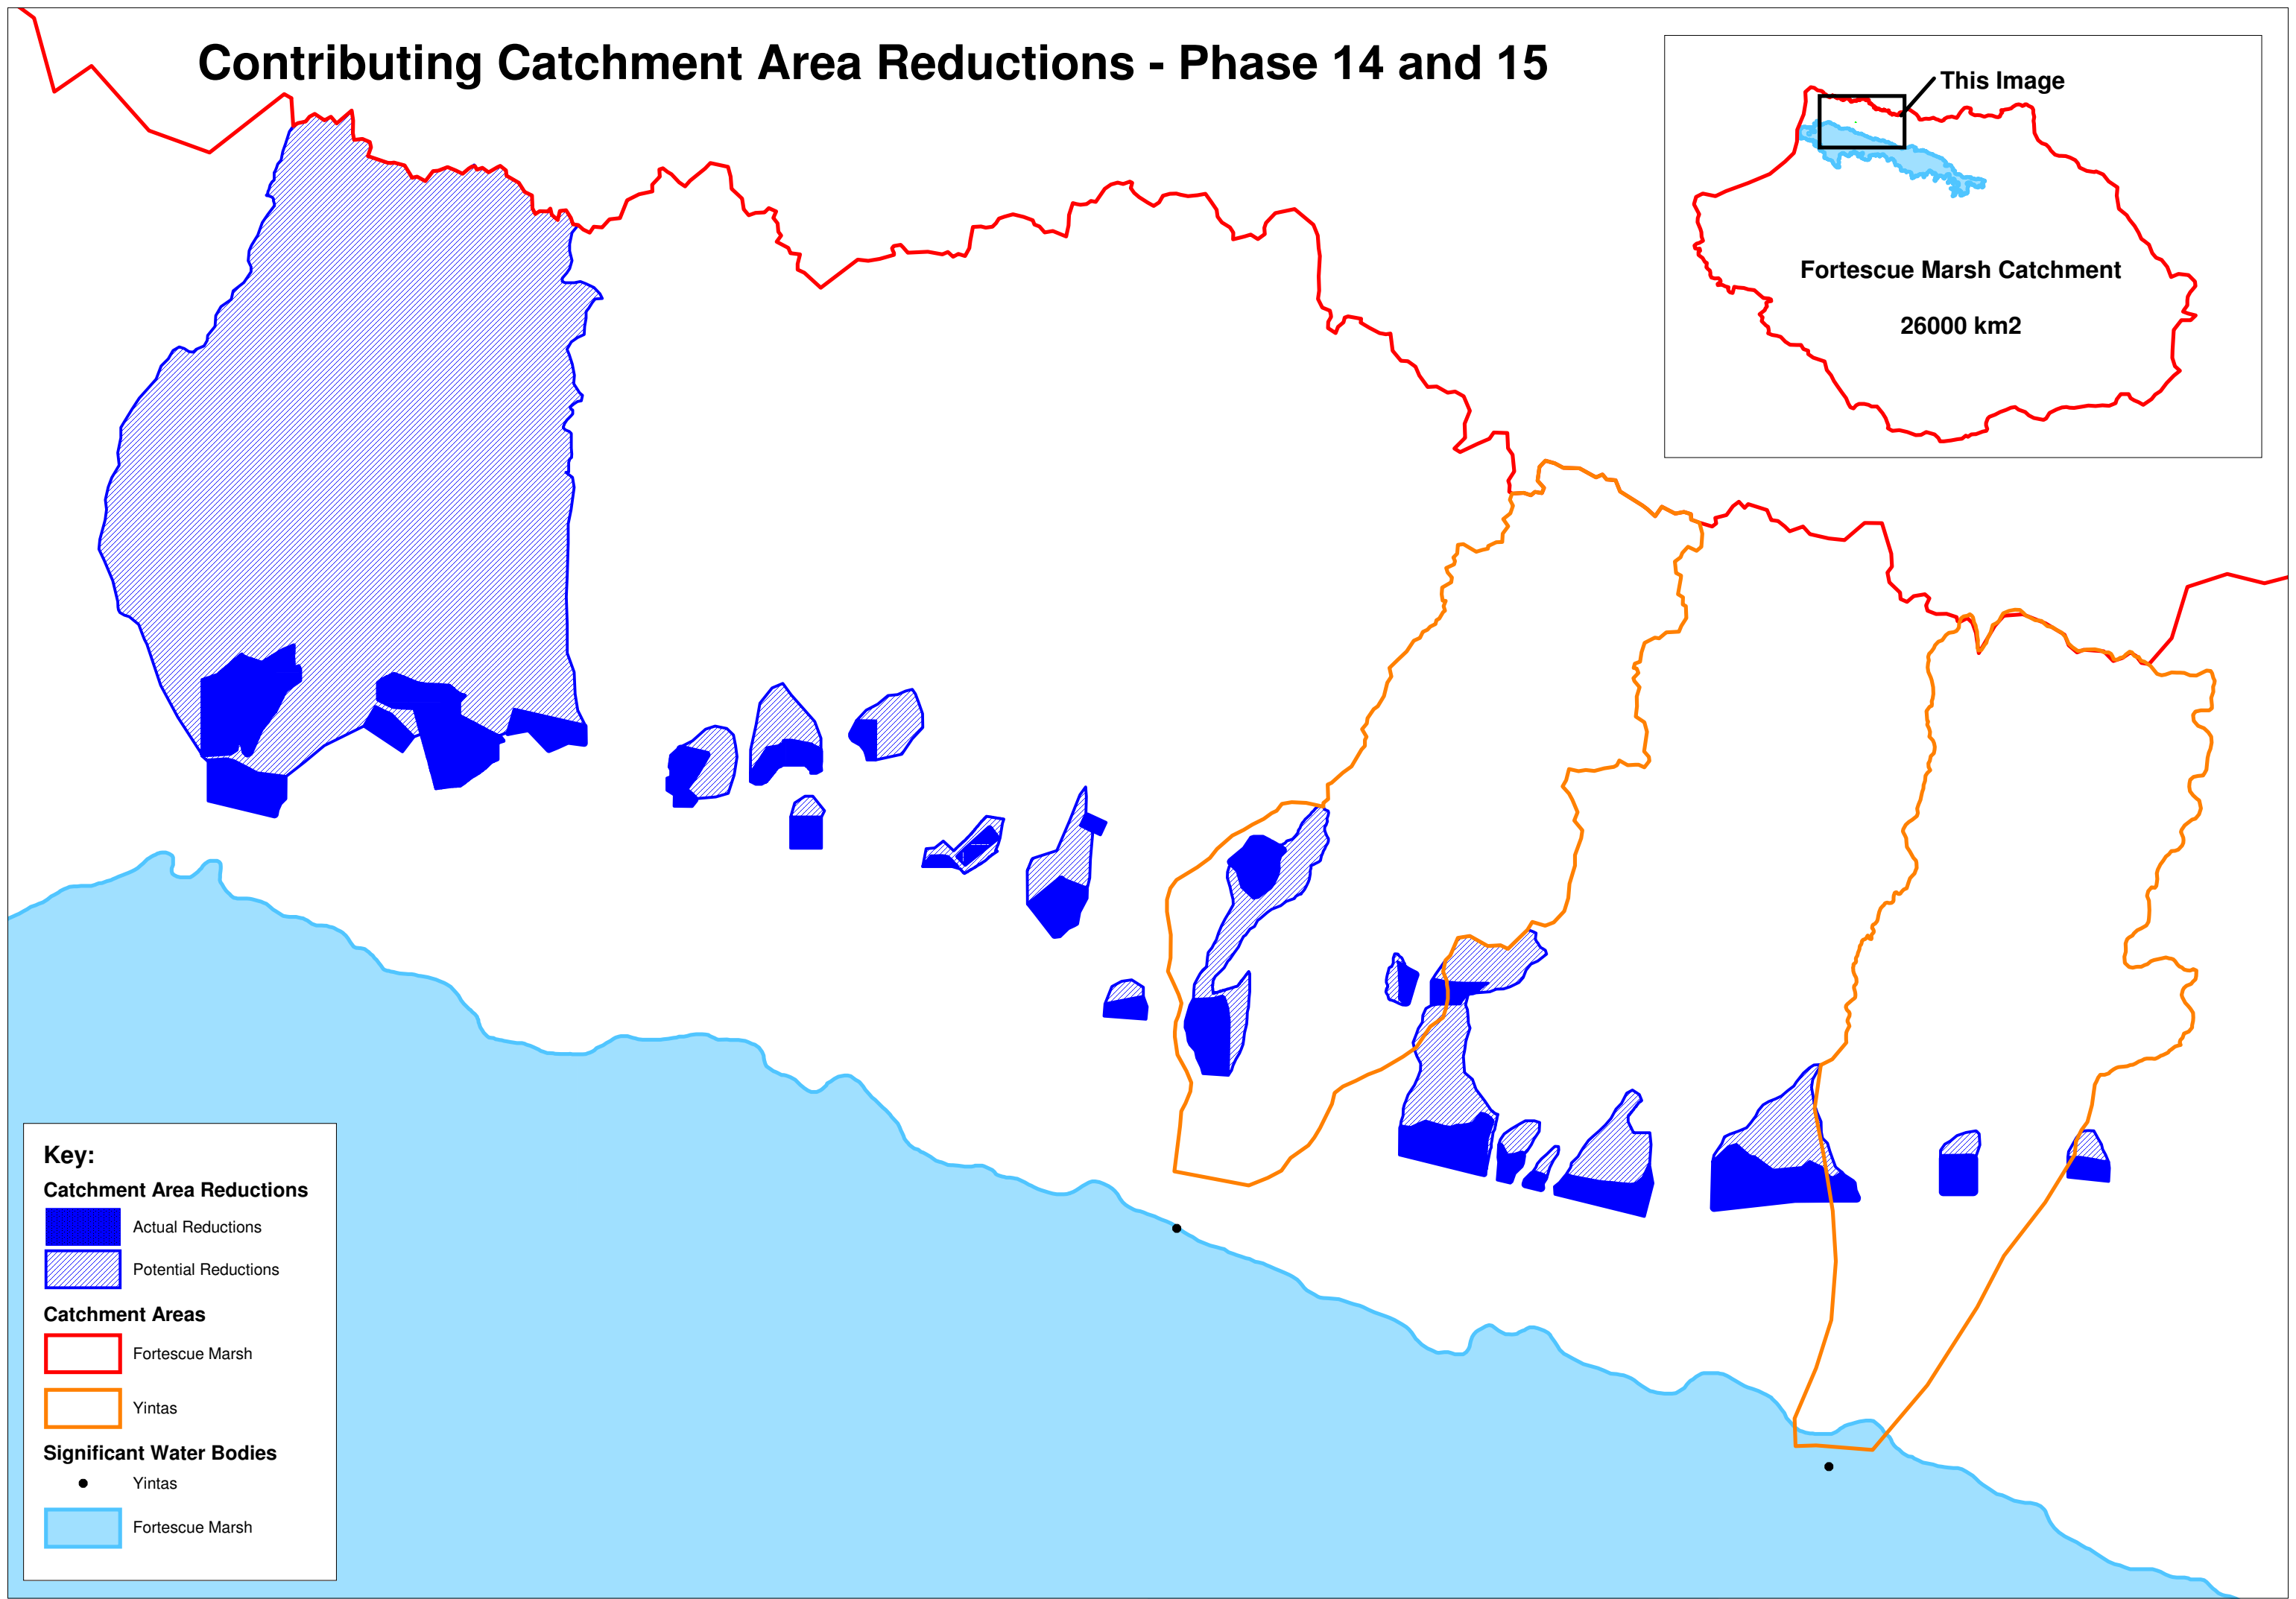 Contributing Catchment Area Reductions - Phase 14 and 15
This Image
Fortescue Marsh Catchment
26000 km2
Key:
Catchment Area Reductions
Actual Reductions
Potential Reductions
Catchment Areas
Fortescue Marsh
Yintas
Significant Water Bodies
Yintas
Fortescue Marsh